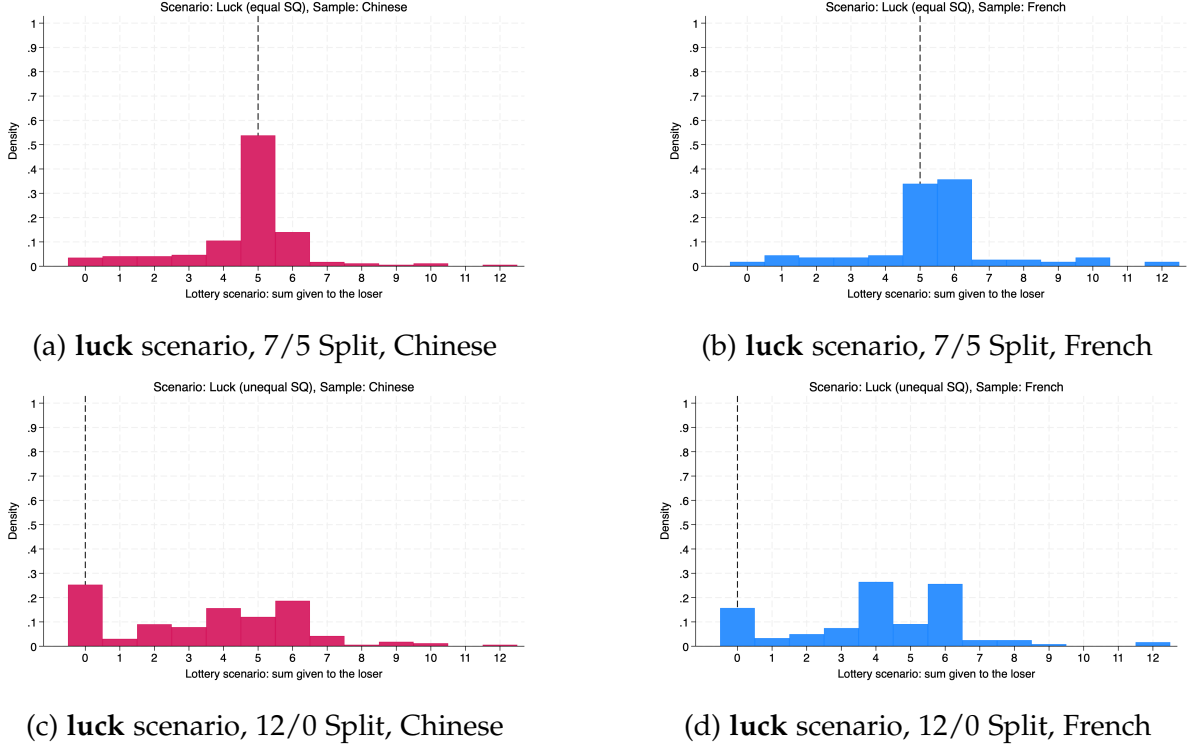 Scenario: Luck (equal SQ), Sample: Chinese
1
.9
.8
.7
.6
.5
.4
.3
.2
.1
0
Density
0 1 2 3 4 5 6 7 8 9 10 11 12
Lottery scenario: sum given to the loser
(a) luck scenario, 7/5 Split, Chinese
Scenario: Luck (equal SQ), Sample: French
1
.9
.8
.7
.6
.5
.4
.3
.2
.1
0
Density
0 1 2 3 4 5 6 7 8 9 10 11 12
Lottery scenario: sum given to the loser
(b) luck scenario, 7/5 Split, French
Scenario: Luck (unequal SQ), Sample: Chinese
1
.9
.8
.7
.6
.5
.4
.3
.2
.1
0
Density
0 1 2 3 4 5 6 7 8 9 10 11 12
Lottery scenario: sum given to the loser
(c) luck scenario, 12/0 Split, Chinese
Scenario: Luck (unequal SQ), Sample: French
1
.9
.8
.7
.6
.5
.4
.3
.2
.1
0
Density
0 1 2 3 4 5 6 7 8 9 10 11 12
Lottery scenario: sum given to the loser
(d) luck scenario, 12/0 Split, French